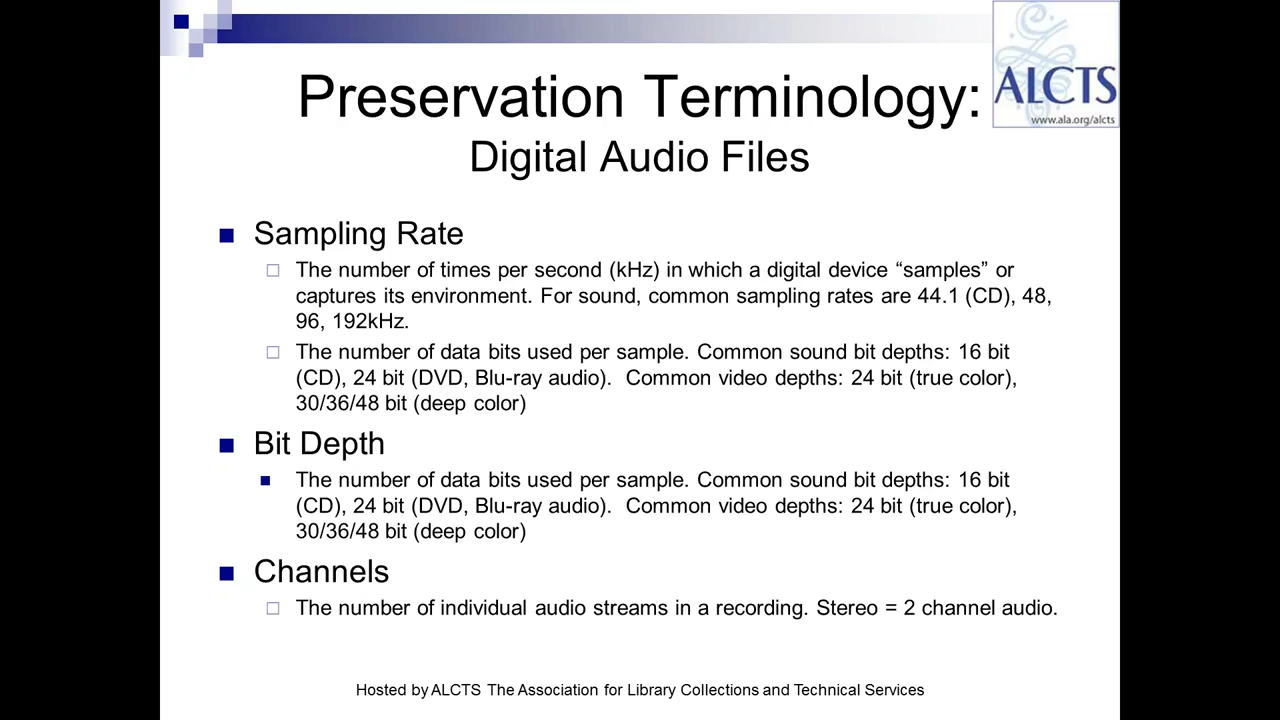 ALCTS
www.ala.org/alcts
Preservation Terminology:
Digital Audio Files
Sampling Rate
The number of times per second (kHz) in which a digital device “samples” or
captures its environment. For sound, common sampling rates are 44.1 (CD), 48,
96, 192kHz.
The number of data bits used per sample. Common sound bit depths: 16 bit
(CD), 24 bit (DVD, Blu-ray audio).  Common video depths: 24 bit (true color),
30/36/48 bit (deep color)
Bit Depth
The number of data bits used per sample. Common sound bit depths: 16 bit
(CD), 24 bit (DVD, Blu-ray audio).  Common video depths: 24 bit (true color),
30/36/48 bit (deep color)
Channels
The number of individual audio streams in a recording. Stereo = 2 channel audio.
Hosted by ALCTS The Association for Library Collections and Technical Services